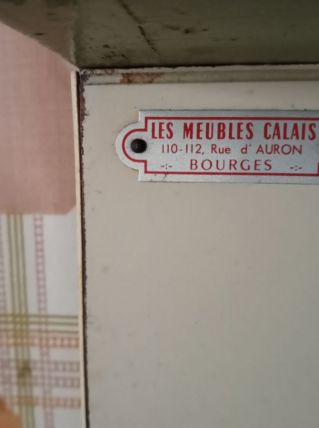 LES MEUBLES CALAIS
110-112, Rue d' AURON
-:- BOURGES -:-